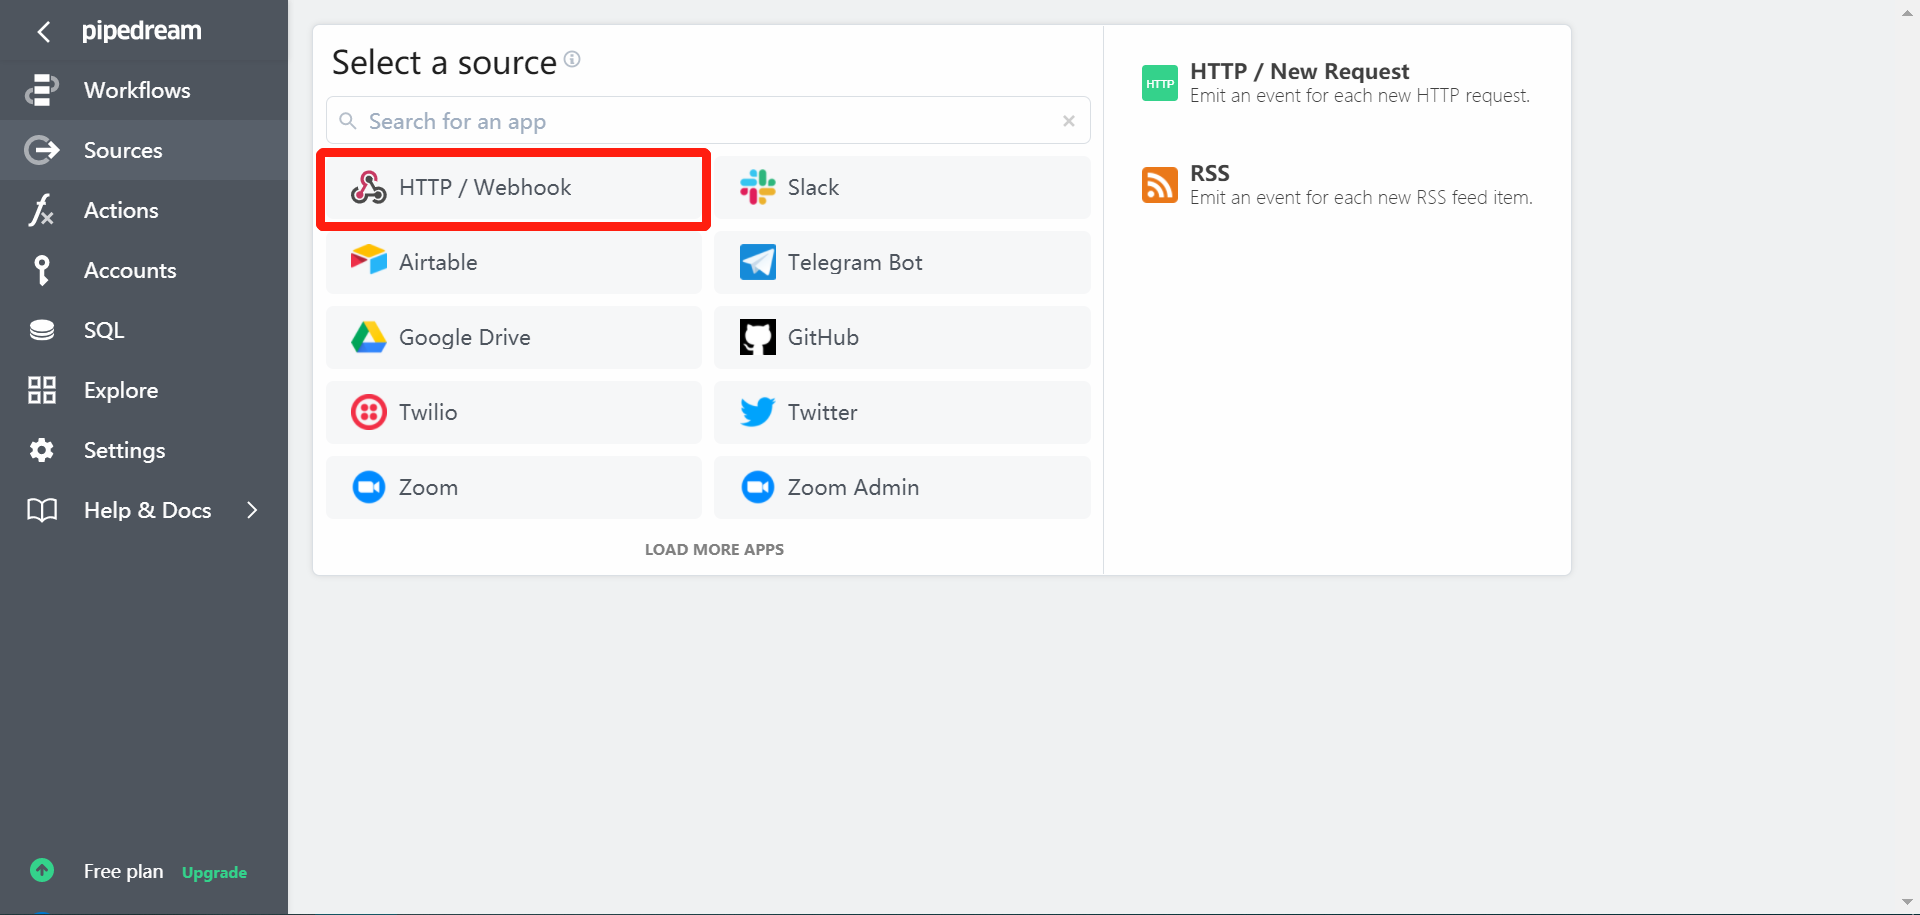 pipedream
Workflows
Sources
Actions
Accounts
SQL
Explore
Settings
Help & Docs
Free plan Upgrade
Select a source
Search for an app
HTTP / Webhook
Slack
Airtable
Telegram Bot
Google Drive
GitHub
Twilio
Twitter
Zoom
Zoom Admin
LOAD MORE APPS
HTTP
HTTP / New Request
Emit an event for each new HTTP request.
RSS
Emit an event for each new RSS feed item.